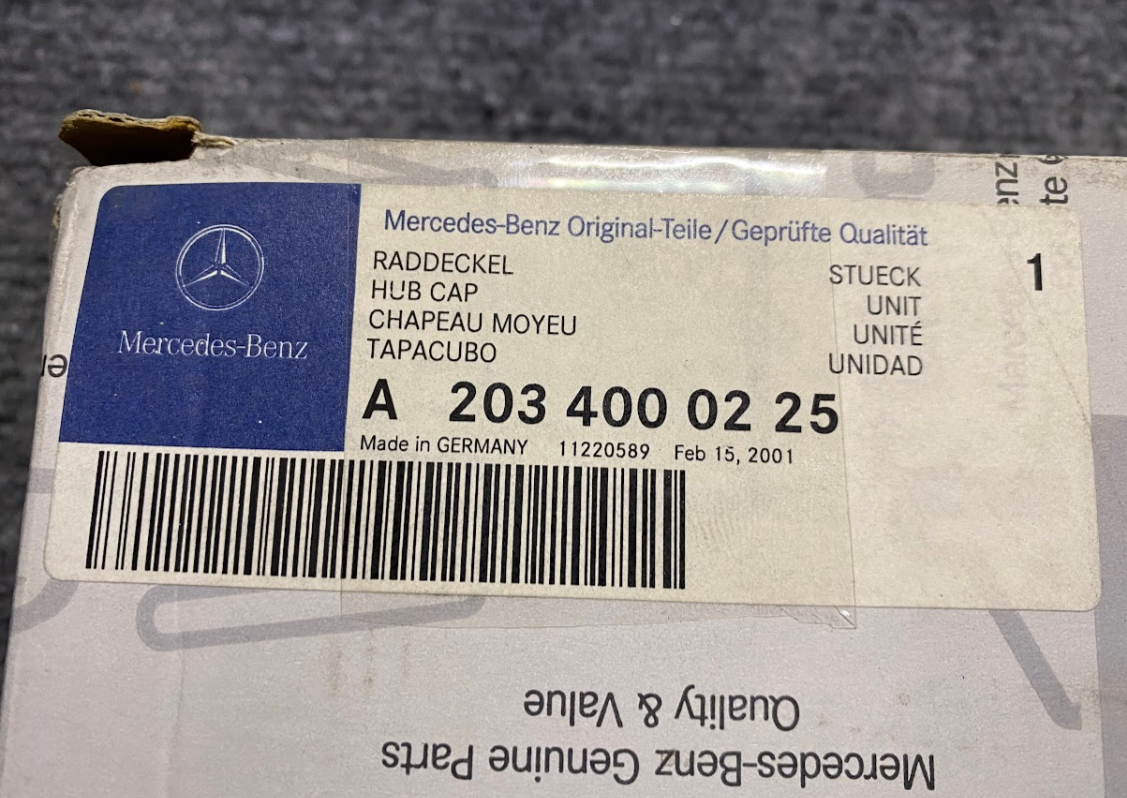 Mercedes-Benz
Mercedes-Benz Original-Teile/Geprüfte Qualität
RADDECKEL
HUB CAP
CHAPEAU MOYEU
TAPACUBO
STUECK 1
UNIT
UNITÉ
UNIDAD
A 203 400 02 25
Made in GERMANY 11220589 Feb 15, 2001
Mercedes-Benz Genuine Parts
Quality & Value